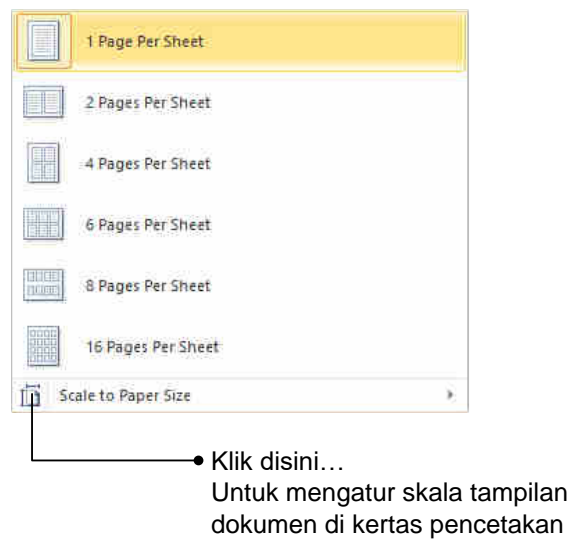 1 Page Per Sheet
2 Pages Per Sheet
4 Pages Per Sheet
6 Pages Per Sheet
8 Pages Per Sheet
16 Pages Per Sheet
Scale to Paper Size
Klik disini…
Untuk mengatur skala tampilan
dokumen di kertas pencetakan